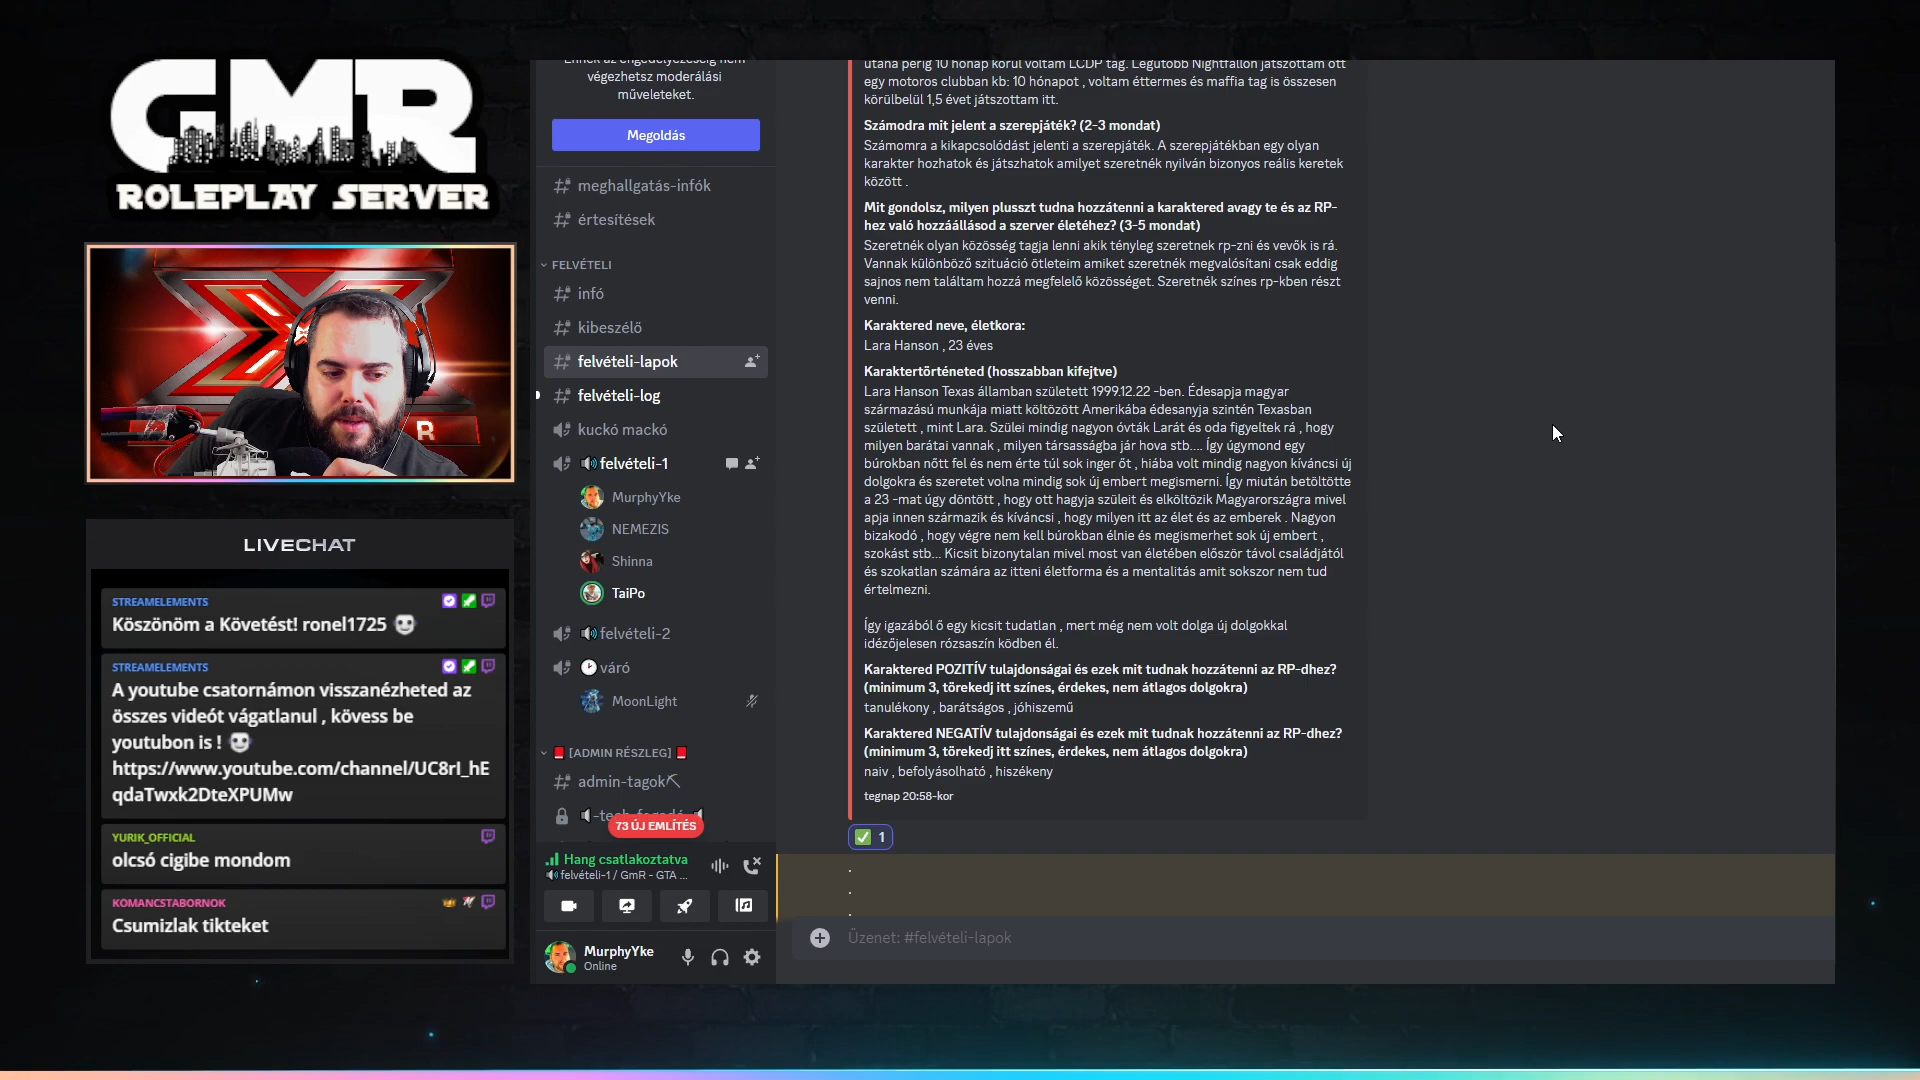 GMR
ROLEPLAY SERVER
R
LIVECHAT
STREAMELEMENTS
Köszönöm a Követést! ronel1725
STREAMELEMENTS
A youtube csatornámon visszanézheted az
összes videót vágatlanul , kövess be
youtubon is !
https://www.youtube.com/channel/UC8rI_hE
qdaTwxk2DteXPUMw
YURIK_OFFICIAL
olcsó cigibe mondom
KOMANCSTABORNOK
Csumizlak tikteket
Ennek az engedélyezéséig nem
végezhetsz moderálási
műveleteket.
Megoldás
meghallgatás-infók
értesítések
FELVÉTELI
infó
kibeszélő
felvételi-lapok
felvételi-log
kuckó mackó
felvételi-1
MurphyYke
NEMEZIS
Shinna
TaiPo
felvételi-2
váró
MoonLight
[ADMIN RÉSZLEG]
admin-tagok
73 ÚJ EMLÍTÉS
Hang csatlakoztatva
felvételi-1 / GmR - GTA ...
MurphyYke
Online
utána périg 10 hónap körül voltam LCDP tag. Legutóbb Nightfallon játszottam ott
egy motoros clubban kb: 10 hónapot , voltam éttermes és maffia tag is összesen
körülbelül 1,5 évet játszottam itt.
Számodra mit jelent a szerepjáték? (2-3 mondat)
Számomra a kikapcsolódást jelenti a szerepjáték. A szerepjátékban egy olyan
karakter hozhatok és játszhatok amilyet szeretnék nyilván bizonyos reális keretek
között .
Mit gondolsz, milyen plusszt tudna hozzátenni a karaktered avagy te és az RP-
hez való hozzáállásod a szerver életéhez? (3-5 mondat)
Szeretnék olyan közösség tagja lenni akik tényleg szeretnek rp-zni és vevők is rá.
Vannak különböző szituáció ötleteim amiket szeretnék megvalósítani csak eddig
sajnos nem találtam hozzá megfelelő közösséget. Szeretnék színes rp-kben részt
venni.
Karaktered neve, életkora:
Lara Hanson , 23 éves
Karaktertörténeted (hosszabban kifejtve)
Lara Hanson Texas államban született 1999.12.22 -ben. Édesapja magyar
származású munkája miatt költözött Amerikába édesanyja szintén Texasban
született , mint Lara. Szülei mindig nagyon óvták Larát és oda figyeltek rá , hogy
milyen barátai vannak , milyen társasságba jár hova stb.... Így úgymond egy
búrokban nőtt fel és nem érte túl sok inger őt , hiába volt mindig nagyon kíváncsi új
dolgokra és szeretet volna mindig sok új embert megismerni. Így miután betöltötte
a 23 -mat úgy döntött , hogy ott hagyja szüleit és elköltözik Magyarországra mivel
apja innen származik és kíváncsi , hogy milyen itt az élet és az emberek . Nagyon
bizakodó , hogy végre nem kell búrokban élnie és megismerhet sok új embert ,
szokást stb... Kicsit bizonytalan mivel most van életében először távol családjától
és szokatlan számára az itteni életforma és a mentalitás amit sokszor nem tud
értelmezni.
Így igazából ő egy kicsit tudatlan , mert még nem volt dolga új dolgokkal
idézőjelesen rózsaszín ködben él.
Karaktered POZITÍV tulajdonságai és ezek mit tudnak hozzátenni az RP-dhez?
(minimum 3, törekedj itt színes, érdekes, nem átlagos dolgokra)
tanulékony , barátságos , jóhiszemű
Karaktered NEGATÍV tulajdonságai és ezek mit tudnak hozzátenni az RP-dhez?
(minimum 3, törekedj itt színes, érdekes, nem átlagos dolgokra)
naiv , befolyásolható , hiszékeny
tegnap 20:58-kor
1
.
.
.
Üzenet: #felvételi-lapok